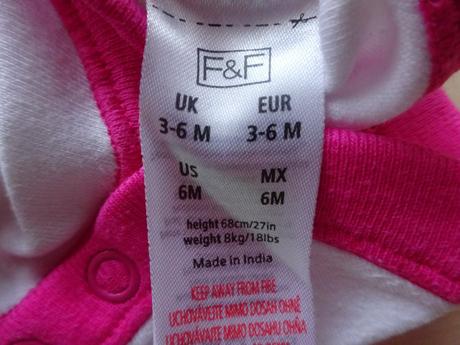 F&F
UK EUR
3-6 M 3-6 M
US MX
6M 6M
height 68cm/27in
weight 8kg/18lbs
Made in India
KEEP AWAY FROM FIRE
UCHOVÁVEJTE MIMO DOSAH OHNĚ
UCHOVÁVAJTE MIMO DOSAHU OHŇA